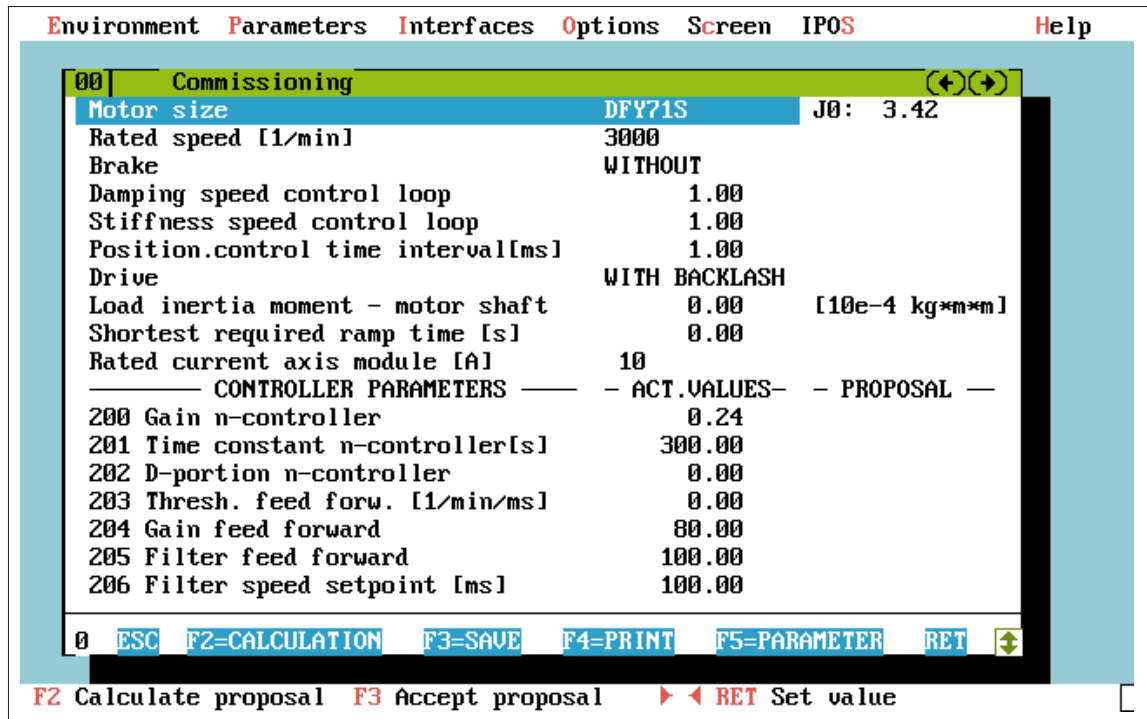 Environment Parameters Interfaces Options Screen IPOS Help
00 Commissioning (←)(→)
Motor size DFY71S J0: 3.42
Rated speed [1/min] 3000
Brake WITHOUT
Damping speed control loop 1.00
Stiffness speed control loop 1.00
Position.control time interval[ms] 1.00
Drive WITH BACKLASH
Load inertia moment - motor shaft 0.00 [10e-4 kg*m*m]
Shortest required ramp time [s] 0.00
Rated current axis module [A] 10
CONTROLLER PARAMETERS - ACT.VALUES- - PROPOSAL -
200 Gain n-controller 0.24
201 Time constant n-controller[s] 300.00
202 D-portion n-controller 0.00
203 Thresh. feed forw. [1/min/ms] 0.00
204 Gain feed forward 80.00
205 Filter feed forward 100.00
206 Filter speed setpoint [ms] 100.00
0 ESC F2=CALCULATION F3=SAVE F4=PRINT F5=PARAMETER RET
F2 Calculate proposal F3 Accept proposal RET Set value